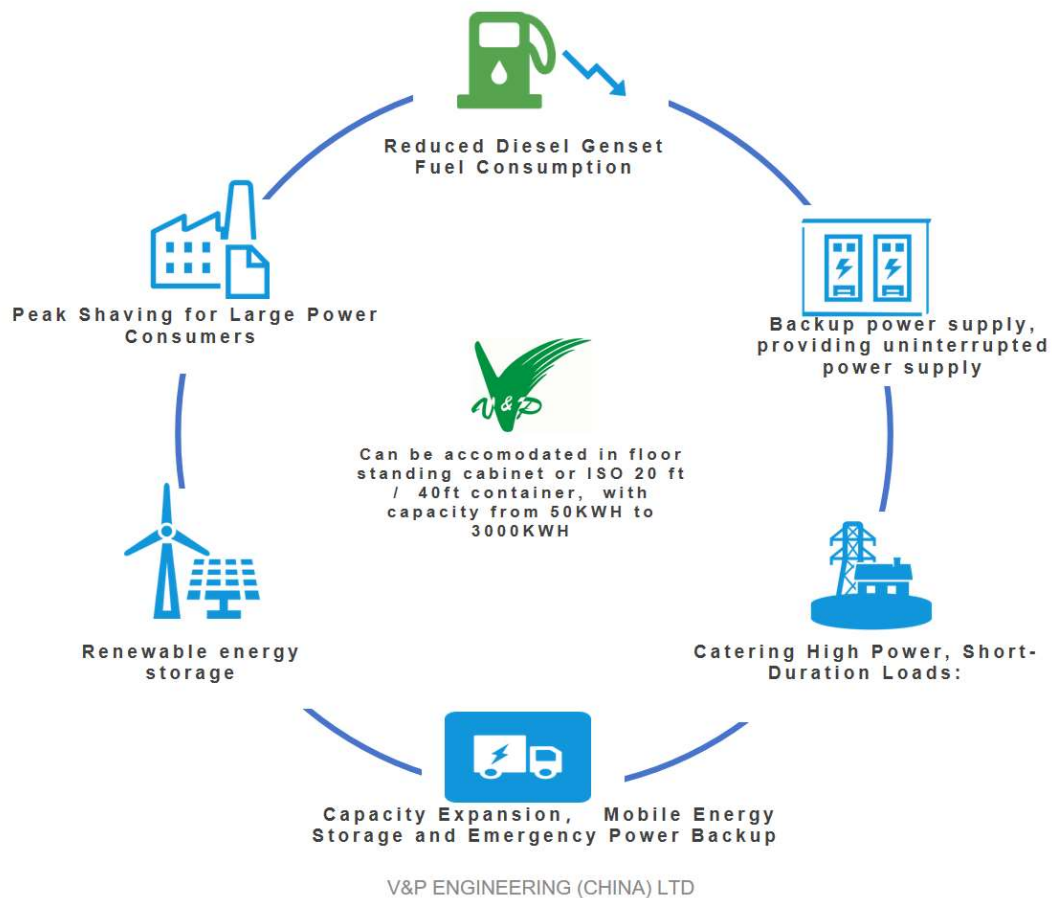 Reduced Diesel Genset
Fuel Consumption
Peak Shaving for Large Power
Consumers
Backup power supply,
providing uninterrupted
power supply
V & P
Can be accomodated in floor
standing cabinet or ISO 20 ft
/ 40ft container, with
capacity from 50KWH to
3000KWH
Renewable energy
storage
Catering High Power, Short-
Duration Loads:
Capacity Expansion, Mobile Energy
Storage and Emergency Power Backup
V&P ENGINEERING (CHINA) LTD